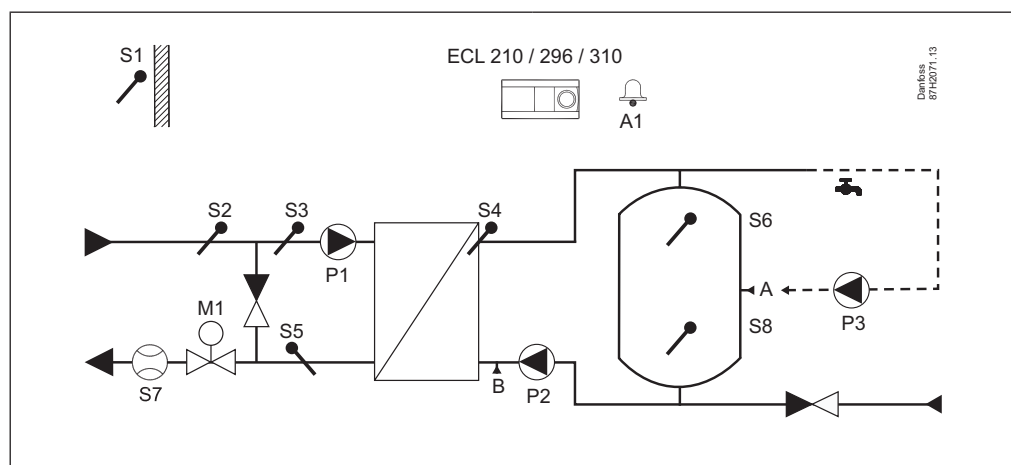 S1
ECL 210 / 296 / 310
A1
Danfoss
87H2071.13
S2
S3
P1
S4
S6
A
P3
S8
M1
S5
S7
B
P2